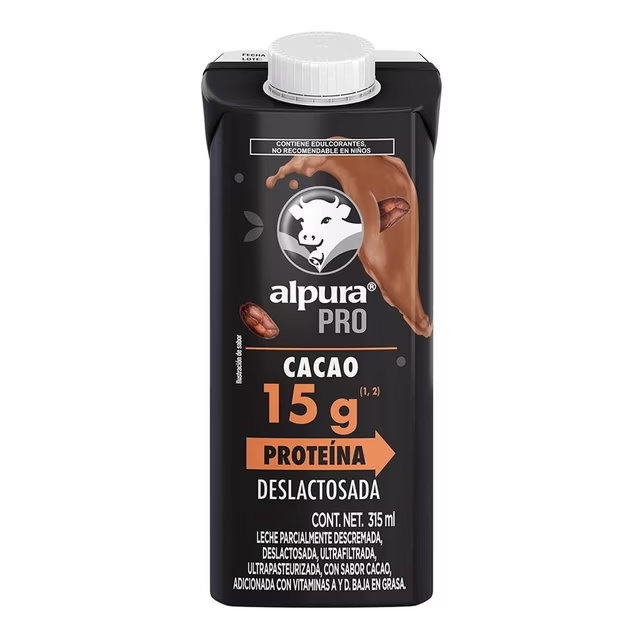 FECHA
LOTE:
CONTIENE EDULCORANTES,
NO RECOMENDABLE EN NIÑOS
alpura®
PRO
Ilustración de sabor
CACAO
15 g (1, 2)
PROTEÍNA
DESLACTOSADA
CONT. NET. 315 ml
LECHE PARCIALMENTE DESCREMADA,
DESLACTOSADA, ULTRAFILTRADA,
ULTRAPASTEURIZADA, CON SABOR CACAO,
ADICIONADA CON VITAMINAS A Y D. BAJA EN GRASA.